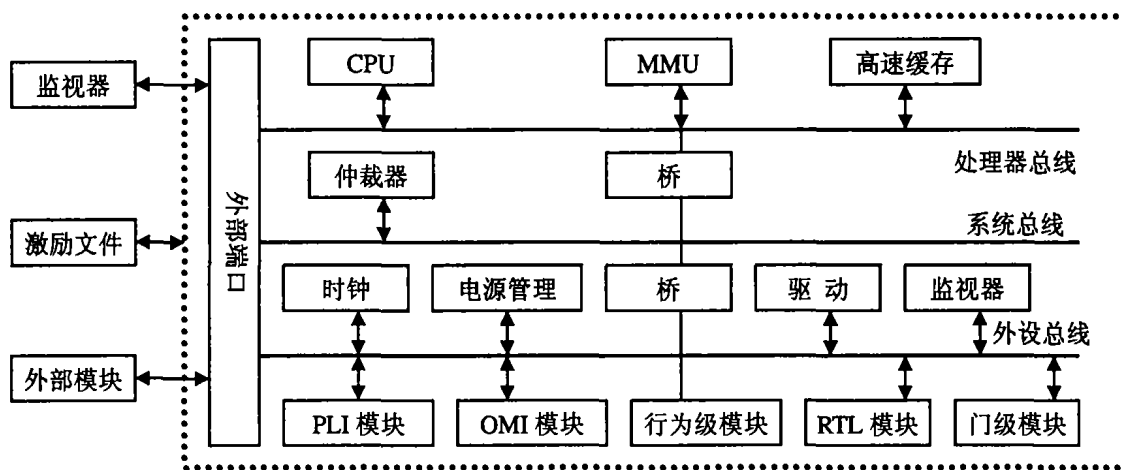 CPU
MMU
高速缓存
监视器
处理器总线
仲裁器
桥
外部端口
系统总线
激励文件
时钟
电源管理
桥
驱 动
监视器
外设总线
外部模块
PLI 模块
OMI 模块
行为级模块
RTL 模块
门级模块